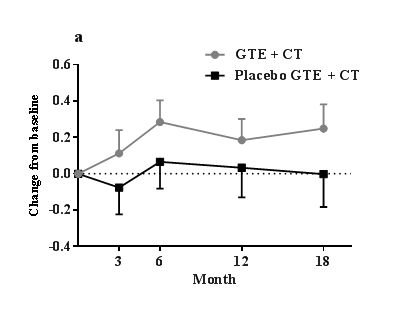 a
GTE + CT
Placebo GTE + CT
Change from baseline
0.6
0.4
0.2
0.0
-0.2
-0.4
3 6 12 18
Month